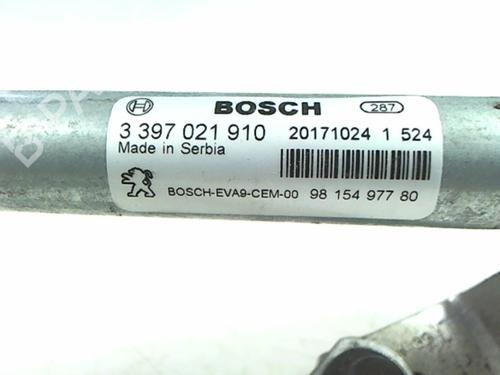 BOSCH 287
3 397 021 910 20171024 1 524
Made in Serbia
BOSCH-EVA9-CEM-00 98 154 977 80